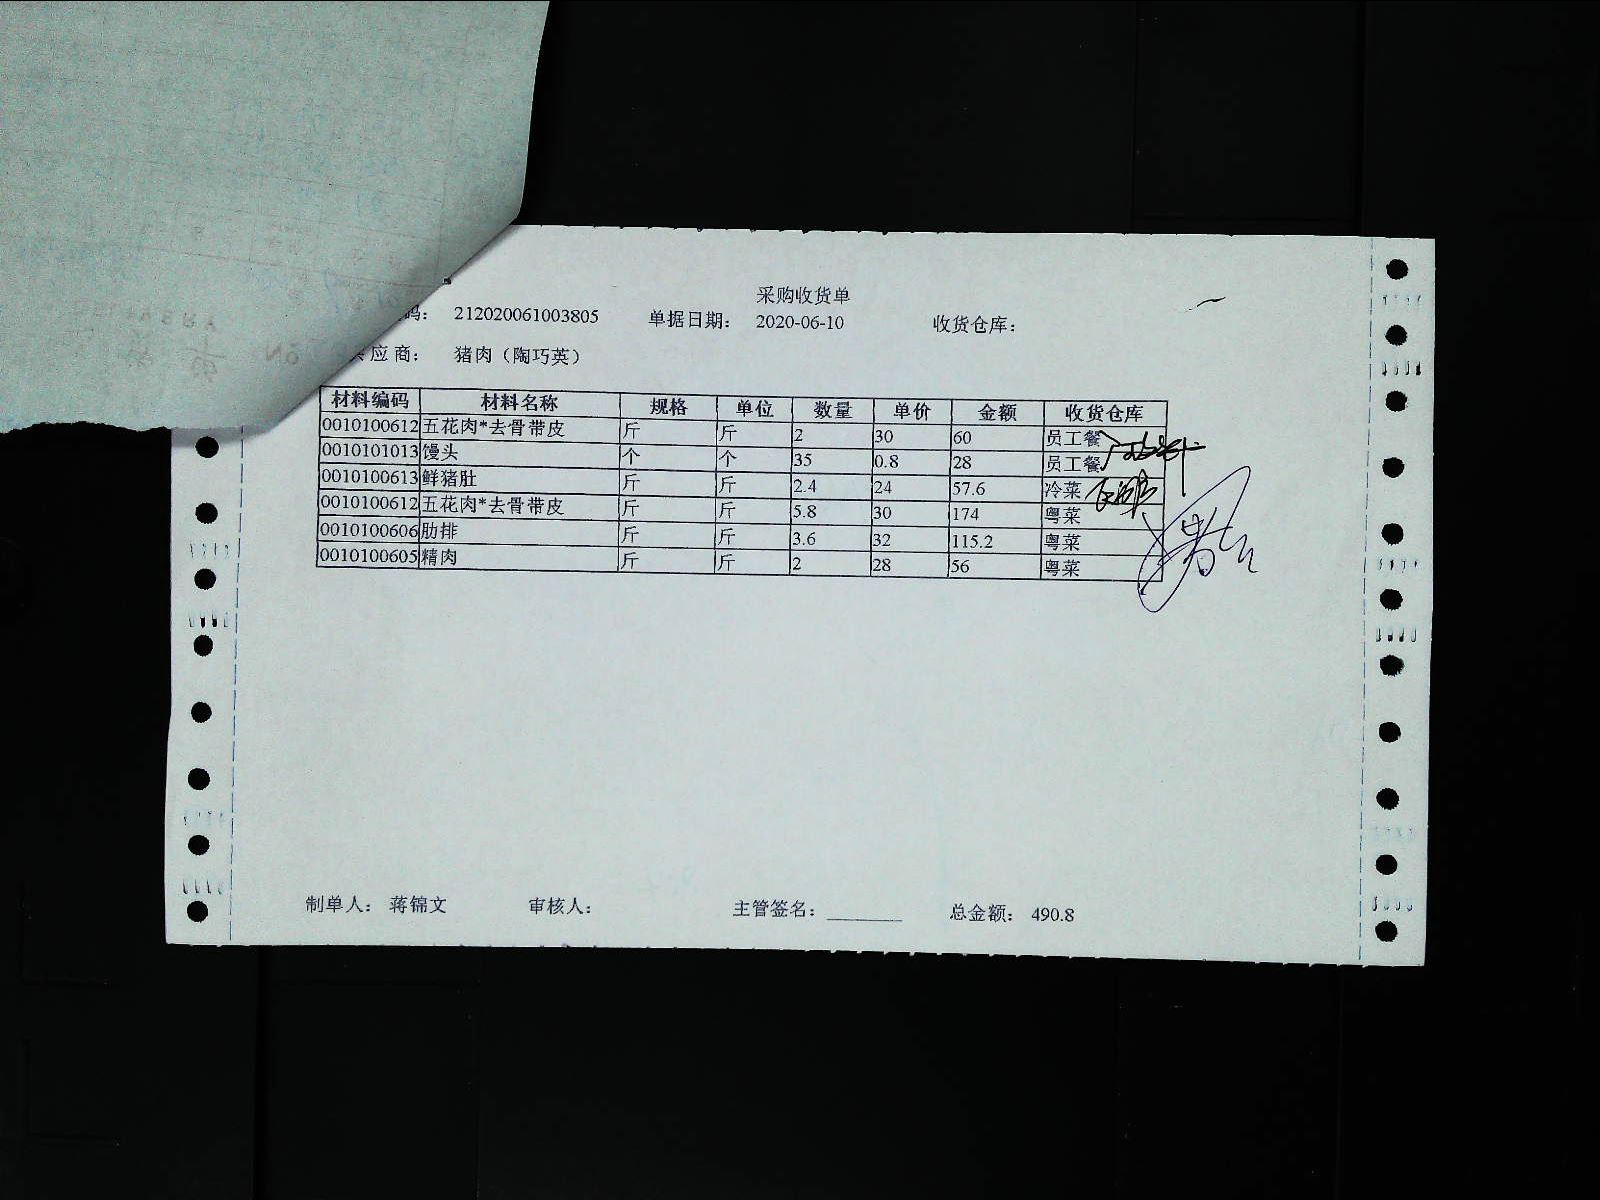 采购收货单
码： 212020061003805 单据日期： 2020-06-10 收货仓库：
供应商： 猪肉（陶巧英）
材料编码 材料名称 规格 单位 数量 单价 金额 收货仓库
0010100612 五花肉*去骨带皮 斤 斤 2 30 60 员工餐
0010101013 馒头 个 个 35 0.8 28 员工餐
0010100613 鲜猪肚 斤 斤 2.4 24 57.6 冷菜
0010100612 五花肉*去骨带皮 斤 斤 5.8 30 174 粤菜
0010100606 肋排 斤 斤 3.6 32 115.2 粤菜
0010100605 精肉 斤 斤 2 28 56 粤菜
制单人： 蒋锦文 审核人： 主管签名： ________ 总金额： 490.8